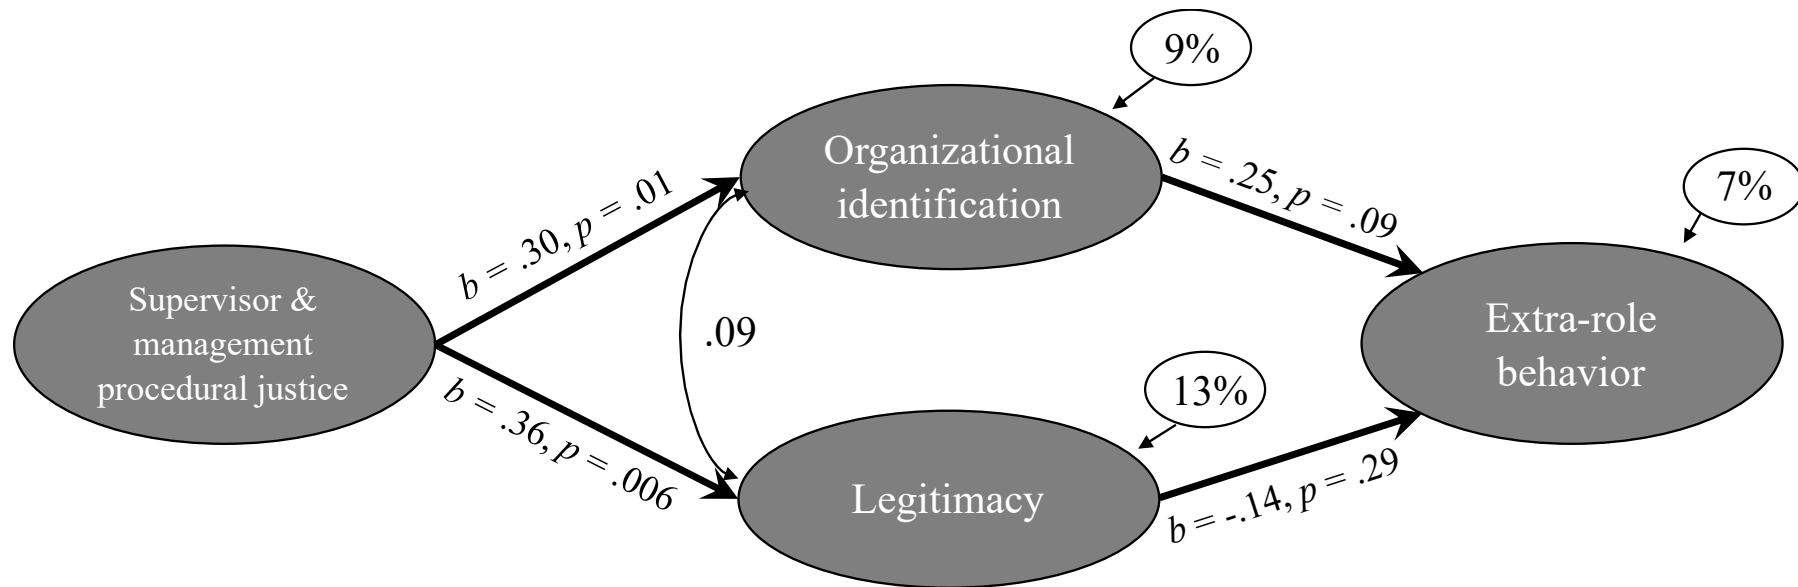 9%
Organizational
identification
b = .25, p = .09
7%
b = .30, p = .01
Supervisor &
management
procedural justice
.09
Extra-role
behavior
b = .36, p = .006
13%
Legitimacy
b = -.14, p = .29